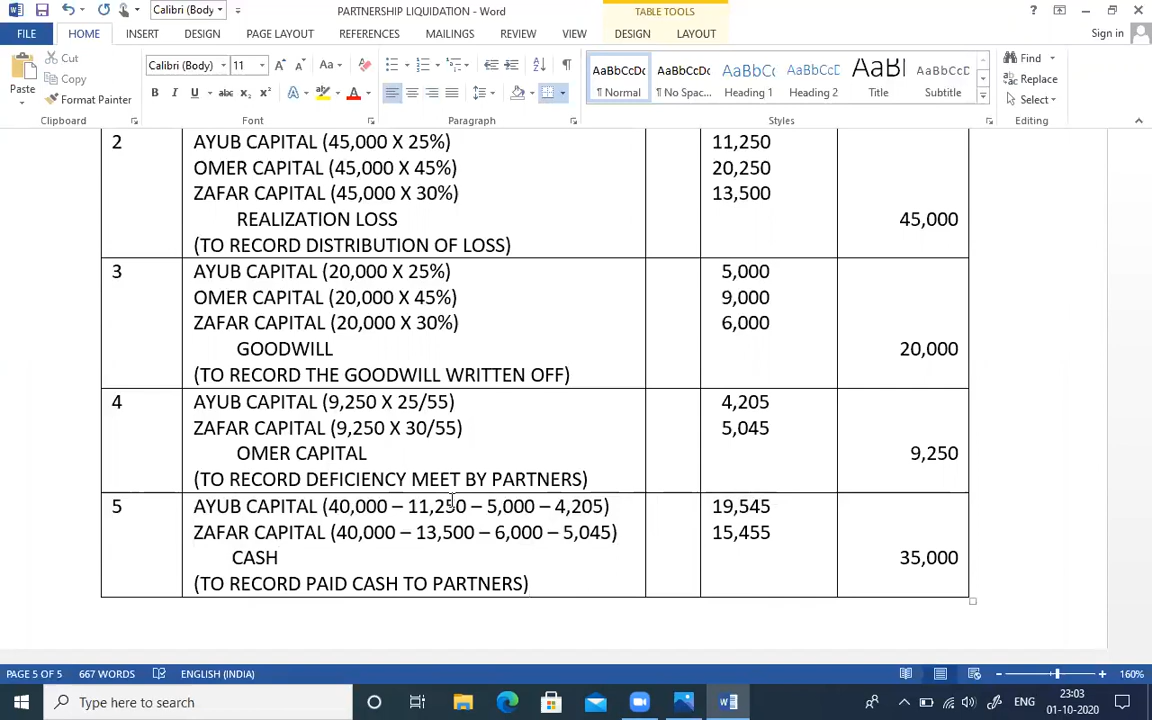 Calibri (Body
PARTNERSHIP LIQUIDATION - Word
TABLE TOOLS
?
FILE
HOME
INSERT
DESIGN
PAGE LAYOUT
REFERENCES
MAILINGS
REVIEW
VIEW
DESIGN
LAYOUT
Sign in
Paste
Cut
Copy
Format Painter
Clipboard
Calibri (Body)
11
Font
Paragraph
AaBbCcDc
¶ Normal
AaBbCcDc
¶ No Spac...
AaBbCc
Heading 1
AaBbCcC
Heading 2
AaBbC
Title
AaBbCcD
Subtitle
Styles
Find
Replace
Select
Editing
2
AYUB CAPITAL (45,000 X 25%)
11,250
OMER CAPITAL (45,000 X 45%)
20,250
ZAFAR CAPITAL (45,000 X 30%)
13,500
REALIZATION LOSS
45,000
(TO RECORD DISTRIBUTION OF LOSS)
3
AYUB CAPITAL (20,000 X 25%)
5,000
OMER CAPITAL (20,000 X 45%)
9,000
ZAFAR CAPITAL (20,000 X 30%)
6,000
GOODWILL
20,000
(TO RECORD THE GOODWILL WRITTEN OFF)
4
AYUB CAPITAL (9,250 X 25/55)
4,205
ZAFAR CAPITAL (9,250 X 30/55)
5,045
OMER CAPITAL
9,250
(TO RECORD DEFICIENCY MEET BY PARTNERS)
5
AYUB CAPITAL (40,000 – 11,250 – 5,000 – 4,205)
19,545
ZAFAR CAPITAL (40,000 – 13,500 – 6,000 – 5,045)
15,455
CASH
35,000
(TO RECORD PAID CASH TO PARTNERS)
PAGE 5 OF 5
667 WORDS
ENGLISH (INDIA)
160%
Type here to search
ENG
23:03
01-10-2020